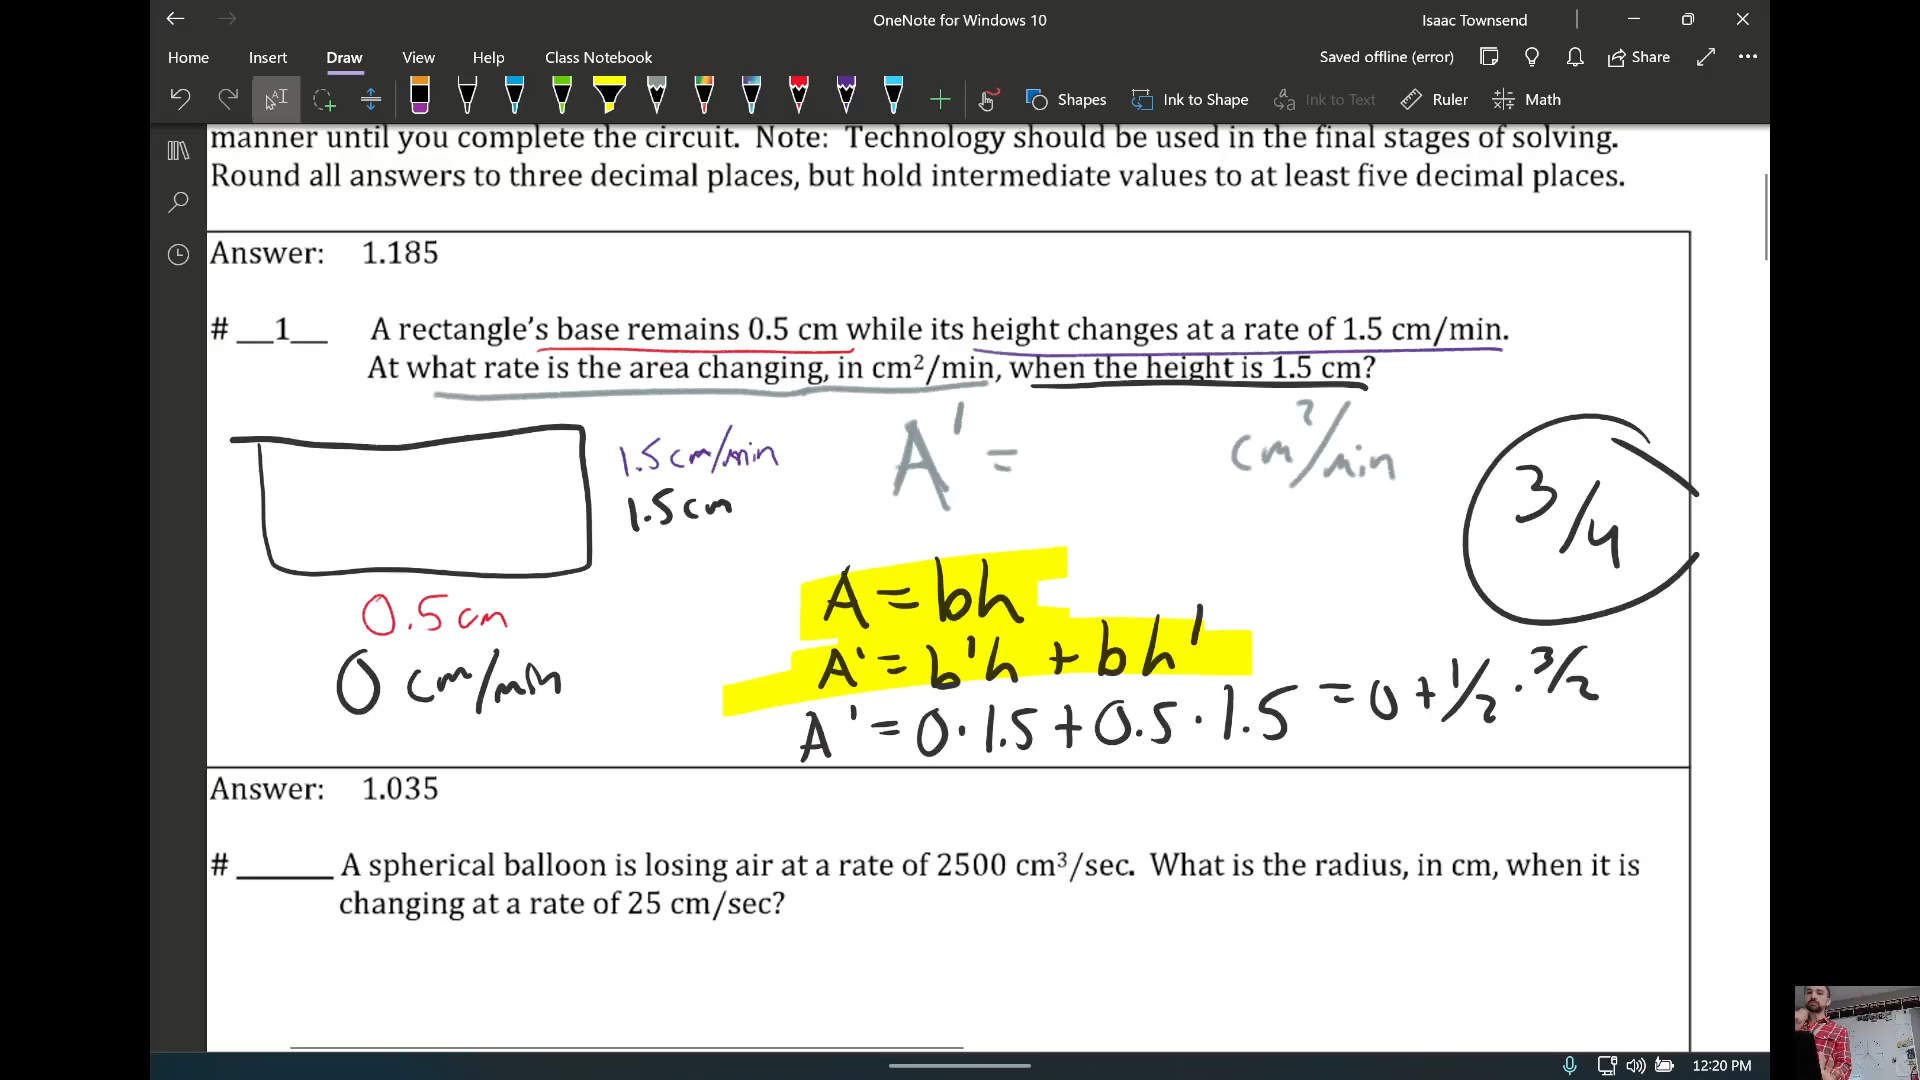 OneNote for Windows 10
Isaac Townsend
Home Insert Draw View Help Class Notebook
Saved offline (error)
Share
Shapes Ink to Shape Ink to Text Ruler Math
manner until you complete the circuit. Note: Technology should be used in the final stages of solving.
Round all answers to three decimal places, but hold intermediate values to at least five decimal places.
Answer: 1.185
# __1__ A rectangle's base remains 0.5 cm while its height changes at a rate of 1.5 cm/min.
At what rate is the area changing, in cm²/min, when the height is 1.5 cm?
1.5 cm/min
1.5 cm
A' = cm²/min
3/4
0.5 cm
0 cm/min
A = bh
A' = b'h + bh'
A' = 0·1.5 + 0.5·1.5 = 0 + 1/2 · 3/2
Answer: 1.035
# ______ A spherical balloon is losing air at a rate of 2500 cm³/sec. What is the radius, in cm, when it is
changing at a rate of 25 cm/sec?
12:20 PM